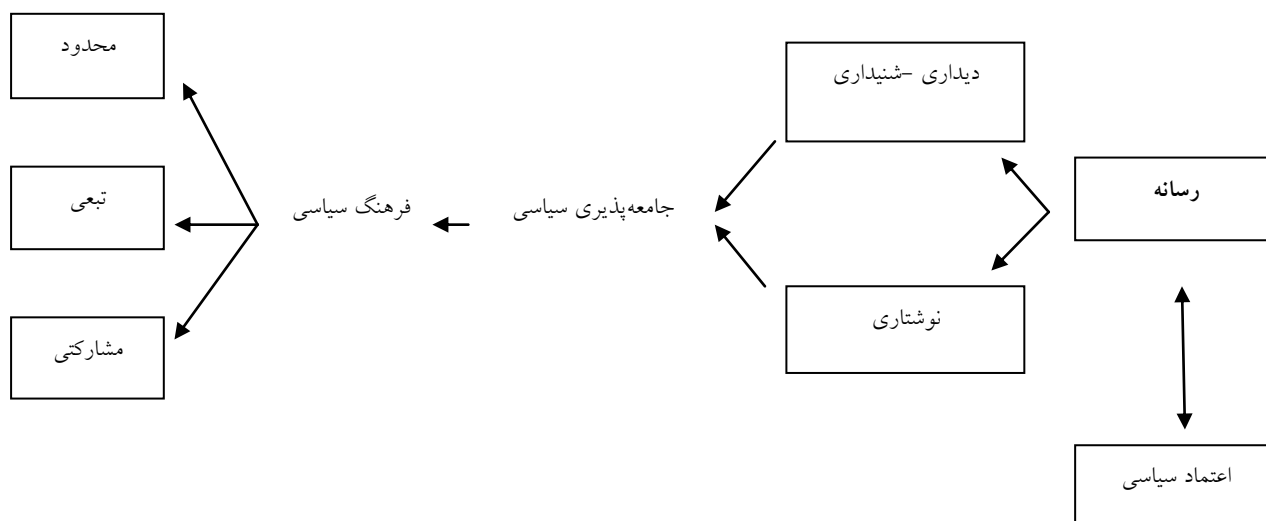 رسانه
دیداری –شنیداری
نوشتاری
جامعه‌پذیری سیاسی
فرهنگ سیاسی
محدود
تبعی
مشارکتی
اعتماد سیاسی